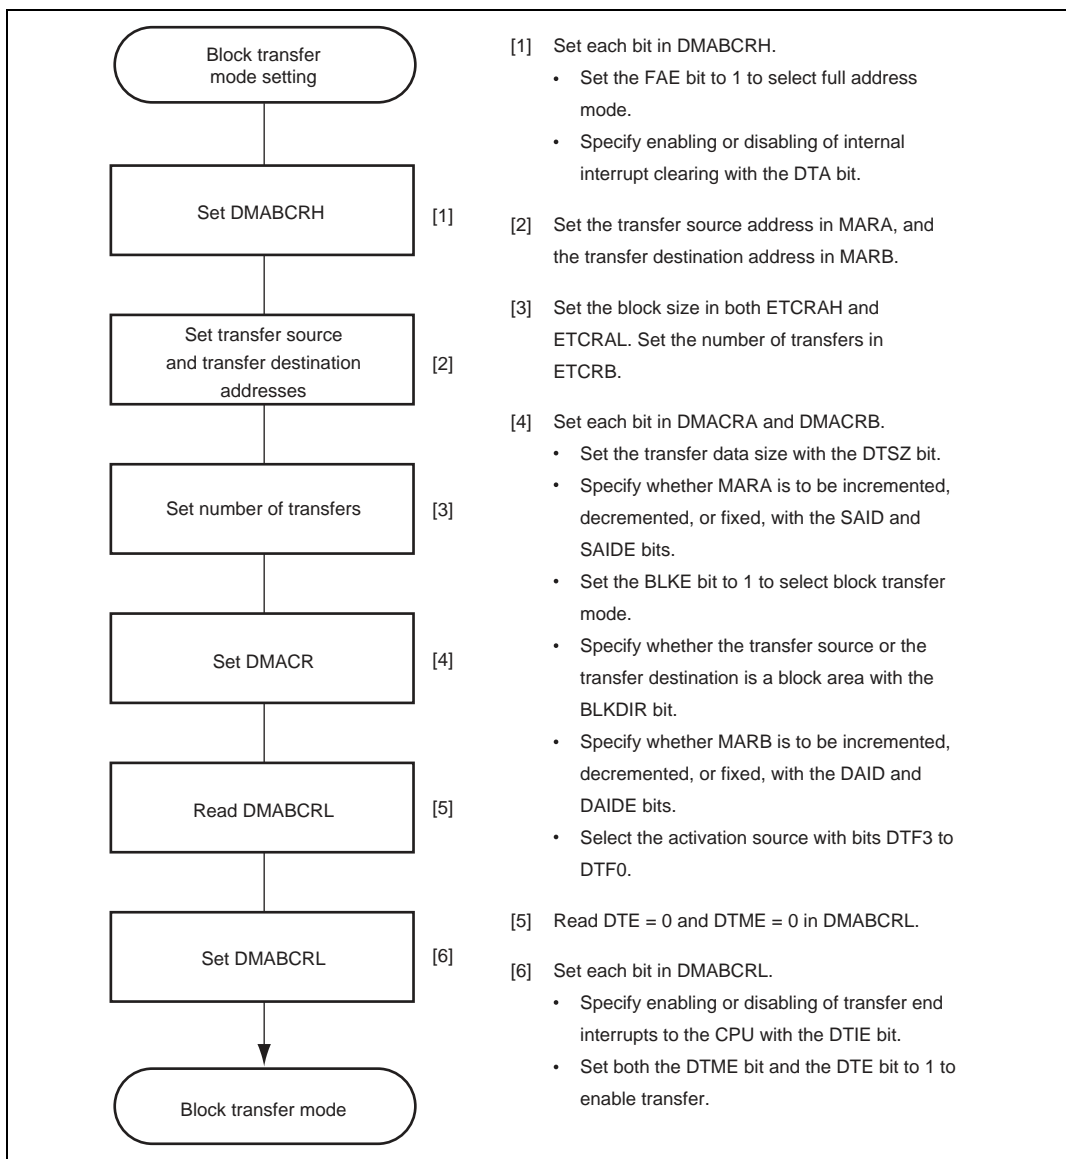 Block transfer
mode setting
Set DMABCRH
[1]
Set transfer source
and transfer destination
addresses
[2]
Set number of transfers
[3]
Set DMACR
[4]
Read DMABCRL
[5]
Set DMABCRL
[6]
Block transfer mode
[1] Set each bit in DMABCRH.
• Set the FAE bit to 1 to select full address
mode.
• Specify enabling or disabling of internal
interrupt clearing with the DTA bit.
[2] Set the transfer source address in MARA, and
the transfer destination address in MARB.
[3] Set the block size in both ETCRAH and
ETCRAL. Set the number of transfers in
ETCRB.
[4] Set each bit in DMACRA and DMACRB.
• Set the transfer data size with the DTSZ bit.
• Specify whether MARA is to be incremented,
decremented, or fixed, with the SAID and
SAIDE bits.
• Set the BLKE bit to 1 to select block transfer
mode.
• Specify whether the transfer source or the
transfer destination is a block area with the
BLKDIR bit.
• Specify whether MARB is to be incremented,
decremented, or fixed, with the DAID and
DAIDE bits.
• Select the activation source with bits DTF3 to
DTF0.
[5] Read DTE = 0 and DTME = 0 in DMABCRL.
[6] Set each bit in DMABCRL.
• Specify enabling or disabling of transfer end
interrupts to the CPU with the DTIE bit.
• Set both the DTME bit and the DTE bit to 1 to
enable transfer.